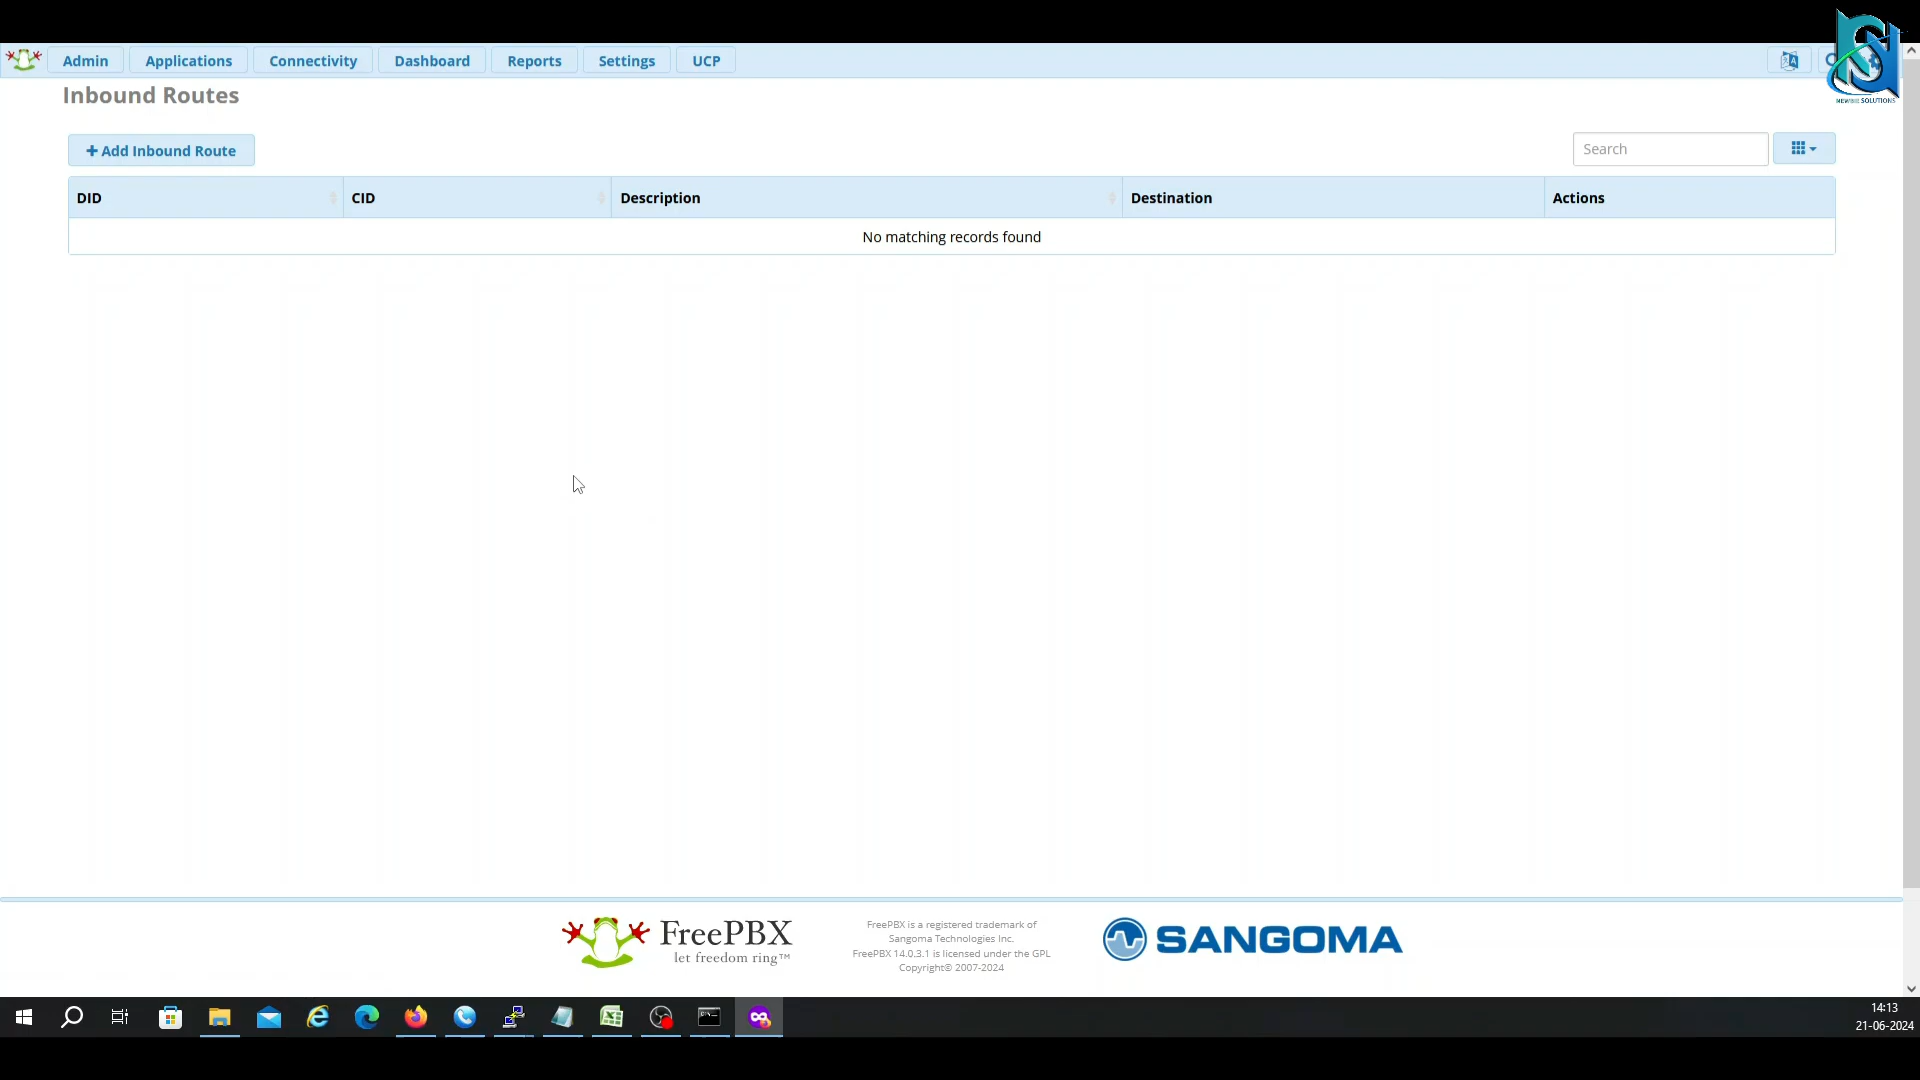 Admin
Applications
Connectivity
Dashboard
Reports
Settings
UCP
NEWBIE SOLUTIONS
Inbound Routes
Add Inbound Route
Search
DID
CID
Description
Destination
Actions
No matching records found
FreePBX
let freedom ring™
FreePBX is a registered trademark of
Sangoma Technologies Inc.
FreePBX 14.0.3.1 is licensed under the GPL
Copyright© 2007-2024
SANGOMA
14:13
21-06-2024